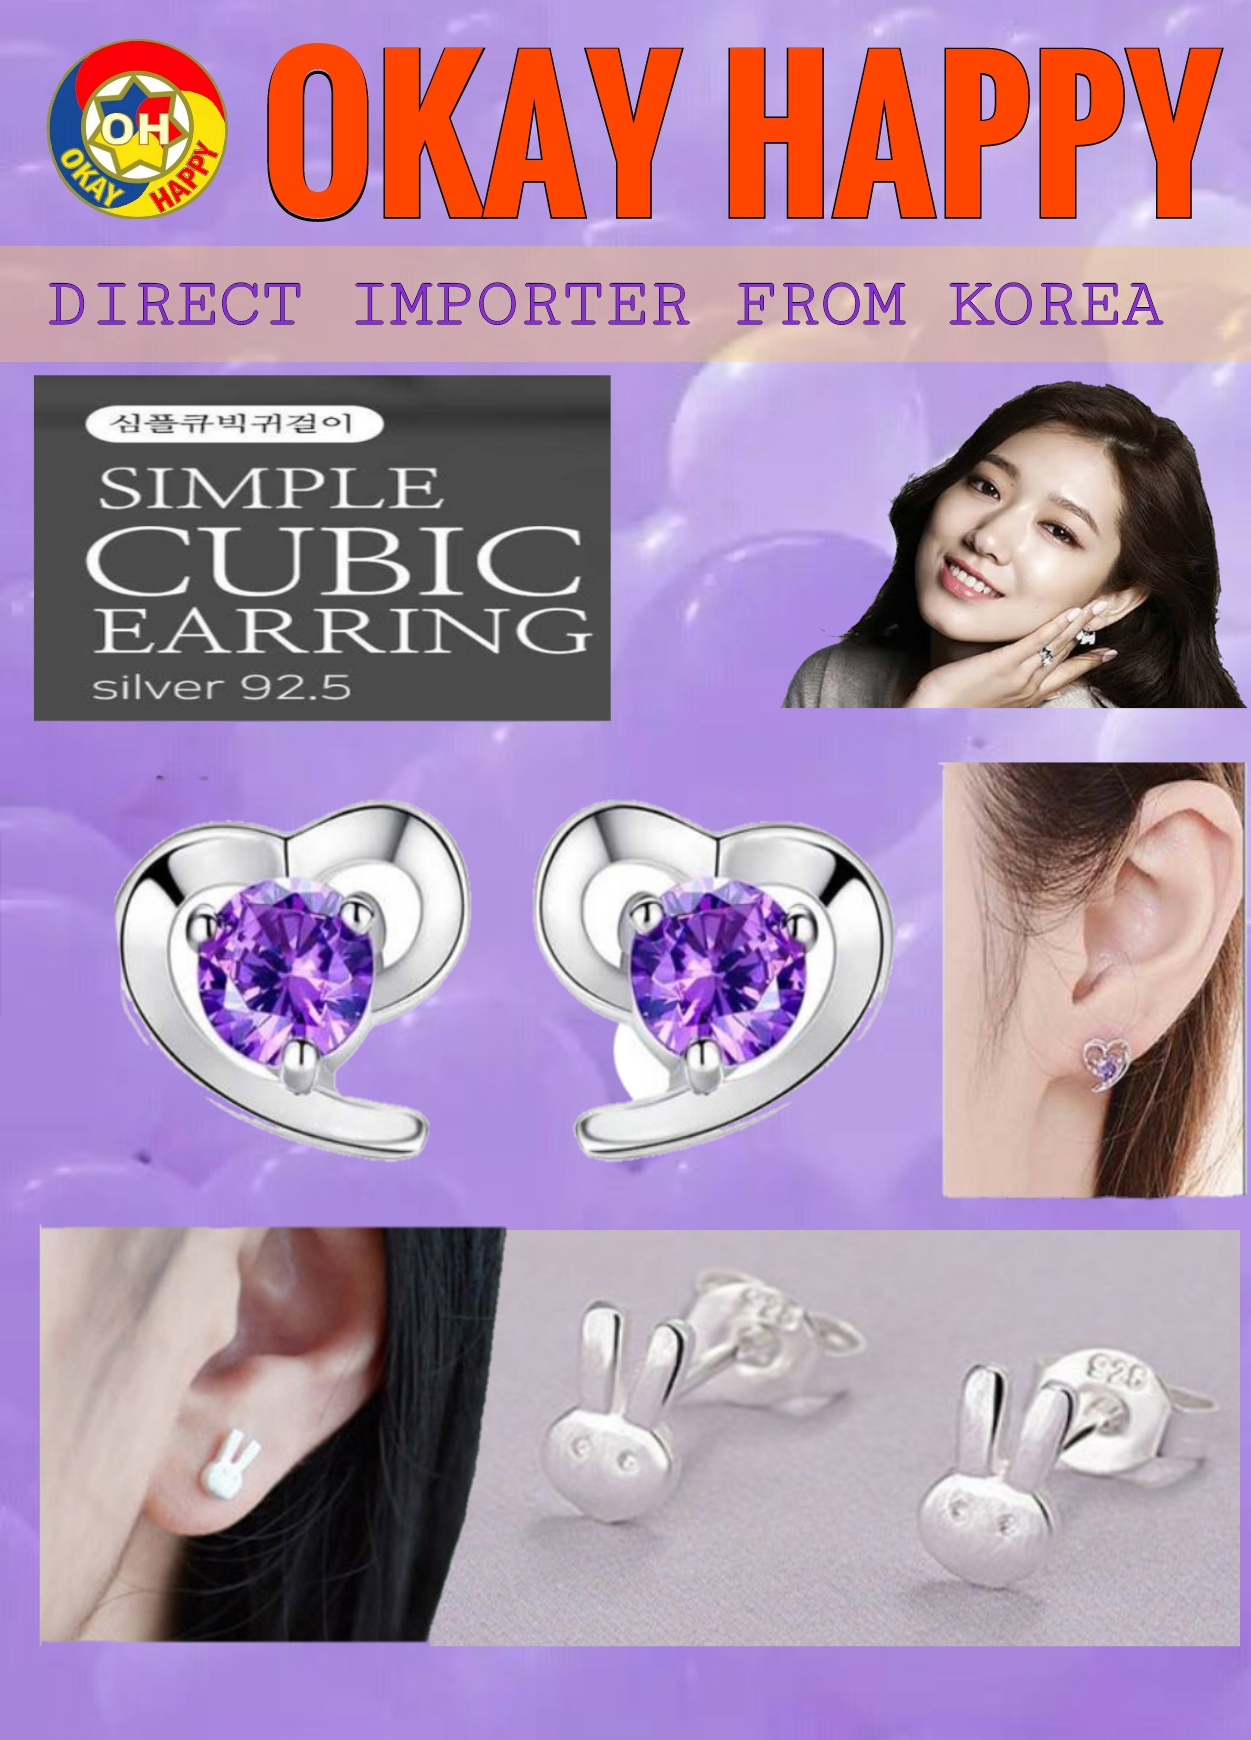 OH
OKAY HAPPY
OKAY HAPPY
DIRECT IMPORTER FROM KOREA
심플큐빅귀걸이
SIMPLE
CUBIC
EARRING
silver 92.5
925